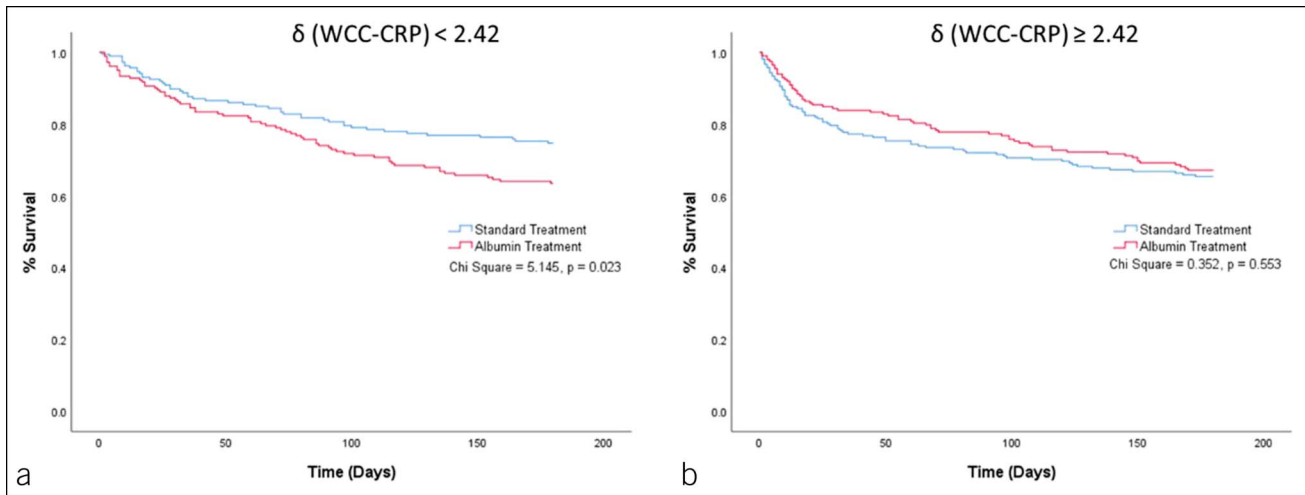 δ (WCC-CRP) < 2.42
1.0
0.8
0.6
0.4
0.2
0.0
% Survival
Standard Treatment
Albumin Treatment
Chi Square = 5.145, p = 0.023
0 50 100 150 200
Time (Days)
a
δ (WCC-CRP) ≥ 2.42
1.0
0.8
0.6
0.4
0.2
0.0
% Survival
Standard Treatment
Albumin Treatment
Chi Square = 0.352, p = 0.553
0 50 100 150 200
Time (Days)
b